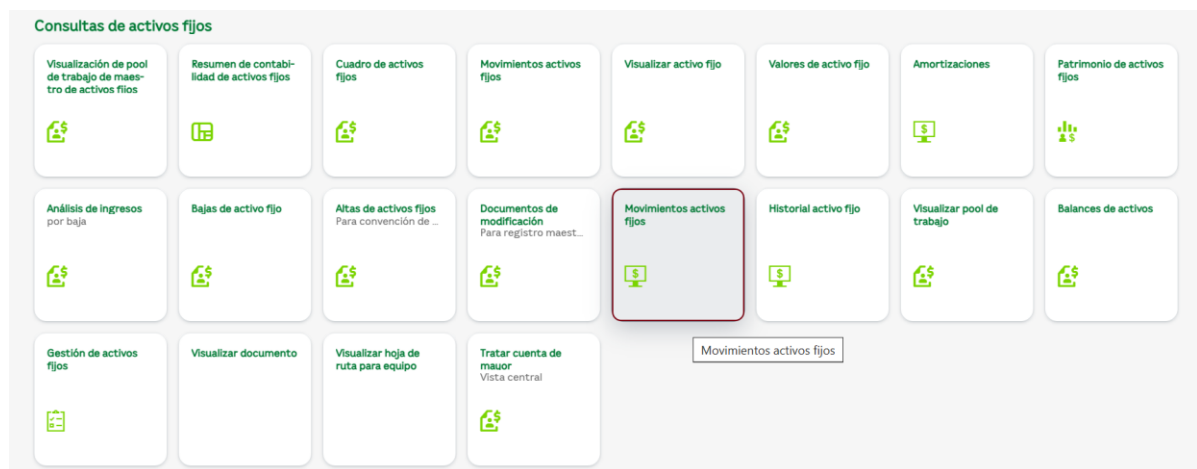 Consultas de activos fijos
Visualización de pool
de trabajo de maes-
tro de activos fijos
Resumen de contabi-
lidad de activos fijos
Cuadro de activos
fijos
Movimientos activos
fijos
Visualizar activo fijo
Valores de activo fijo
Amortizaciones
Patrimonio de activos
fijos
Análisis de ingresos
por baja
Bajas de activo fijo
Altas de activos fijos
Para convención de ...
Documentos de
modificación
Para registro maest...
Movimientos activos
fijos
Historial activo fijo
Visualizar pool de
trabajo
Balances de activos
Gestión de activos
fijos
Visualizar documento
Visualizar hoja de
ruta para equipo
Tratar cuenta de
mayor
Vista central
Movimientos activos fijos